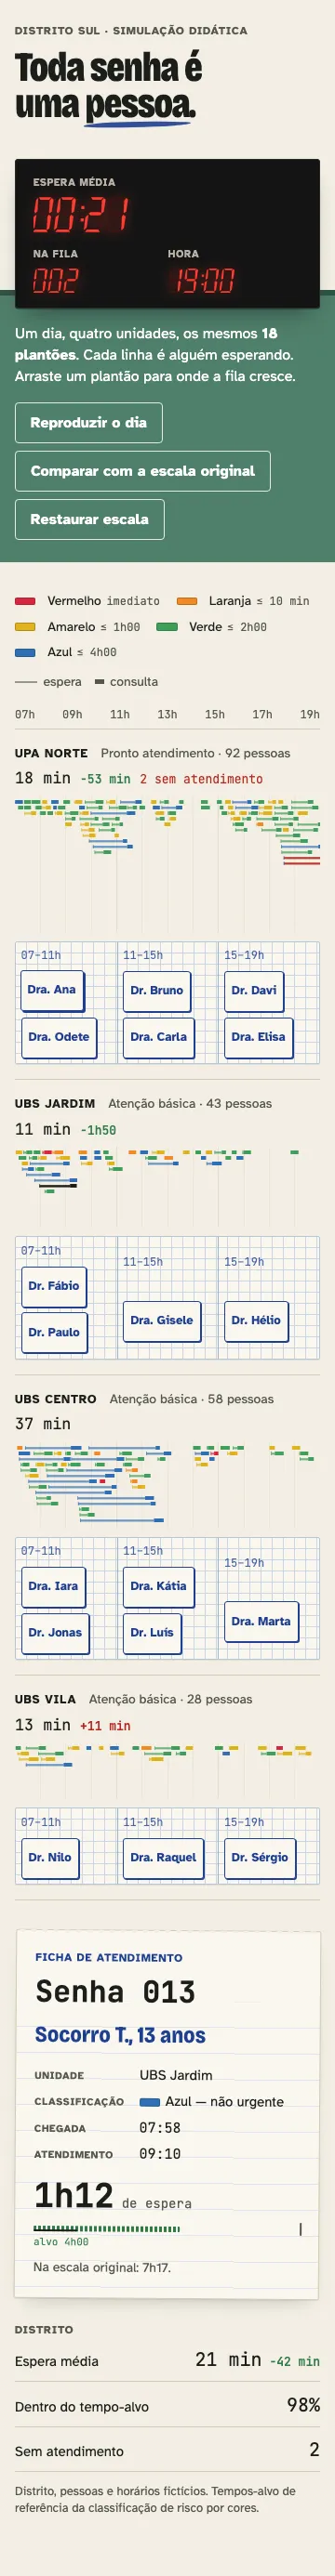 DISTRITO SUL · SIMULAÇÃO DIDÁTICA
Toda senha é
uma pessoa.
ESPERA MÉDIA
00:21
NA FILA
HORA
002
19:00
Um dia, quatro unidades, os mesmos 18
plantões. Cada linha é alguém esperando.
Arraste um plantão para onde a fila cresce.
Reproduzir o dia
Comparar com a escala original
Restaurar escala
Vermelho imediato
Laranja ≤ 10 min
Amarelo ≤ 1h00
Verde ≤ 2h00
Azul ≤ 4h00
espera
consulta
07h 09h 11h 13h 15h 17h 19h
UPA NORTE Pronto atendimento · 92 pessoas
18 min -53 min 2 sem atendimento
07–11h 11–15h 15–19h
Dra. Ana Dr. Bruno Dr. Davi
Dra. Odete Dra. Carla Dra. Elisa
UBS JARDIM Atenção básica · 43 pessoas
11 min -1h50
07–11h 11–15h 15–19h
Dr. Fábio
Dr. Paulo Dra. Gisele Dr. Hélio
UBS CENTRO Atenção básica · 58 pessoas
37 min
07–11h 11–15h 15–19h
Dra. Iara Dra. Kátia
Dr. Jonas Dr. Luís Dra. Marta
UBS VILA Atenção básica · 28 pessoas
13 min +11 min
07–11h 11–15h 15–19h
Dr. Nilo Dra. Raquel Dr. Sérgio
FICHA DE ATENDIMENTO
Senha 013
Socorro T., 13 anos
UNIDADE UBS Jardim
CLASSIFICAÇÃO Azul — não urgente
CHEGADA 07:58
ATENDIMENTO 09:10
1h12 de espera
alvo 4h00
Na escala original: 7h17.
DISTRITO
Espera média 21 min -42 min
Dentro do tempo-alvo 98%
Sem atendimento 2
Distrito, pessoas e horários fictícios. Tempos-alvo de
referência da classificação de risco por cores.